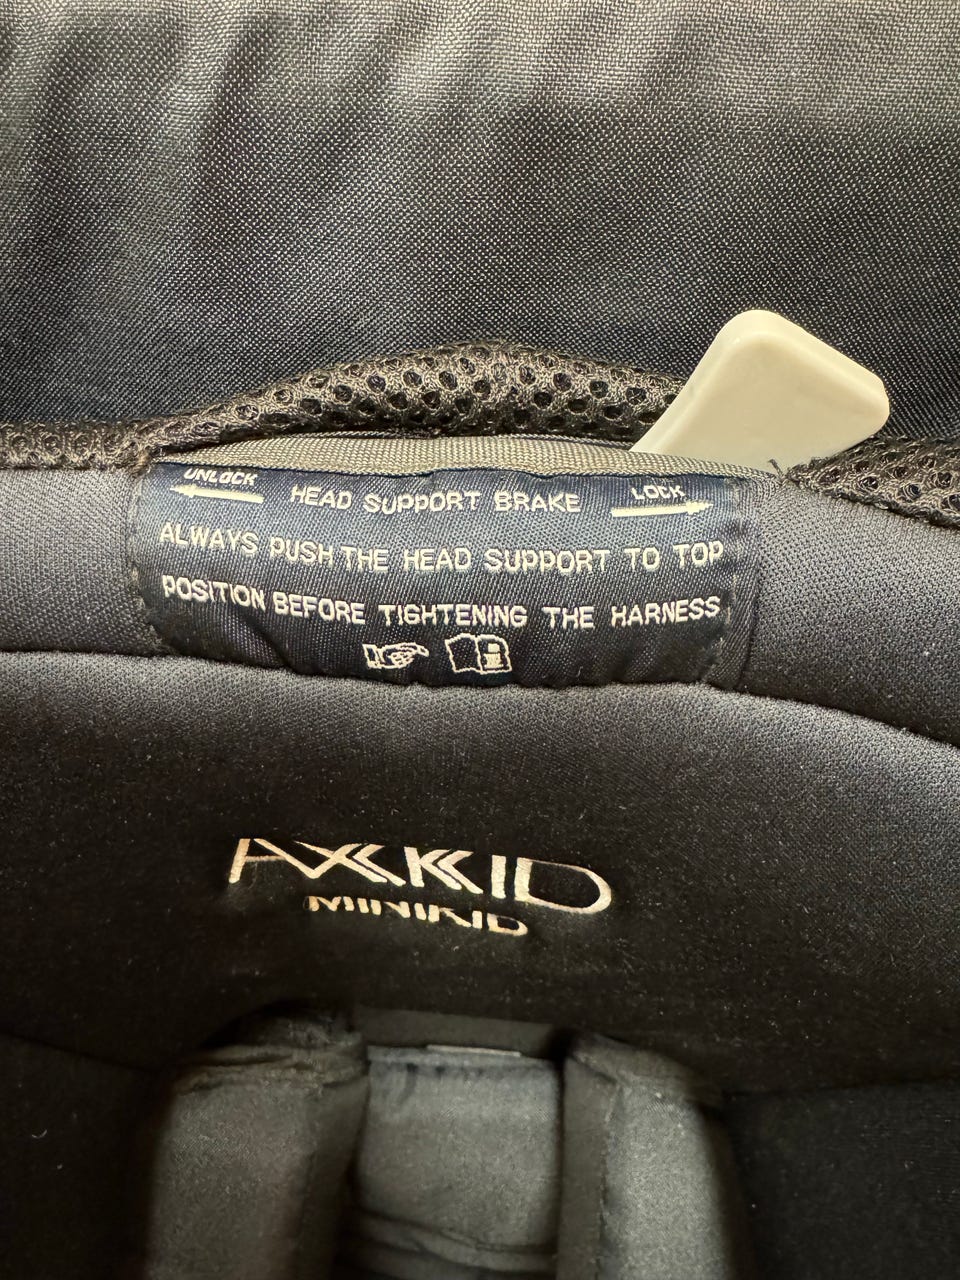 UNLOCK HEAD SUPPORT BRAKE LOCK
ALWAYS PUSH THE HEAD SUPPORT TO TOP
POSITION BEFORE TIGHTENING THE HARNESS
AXKID
MINIKID